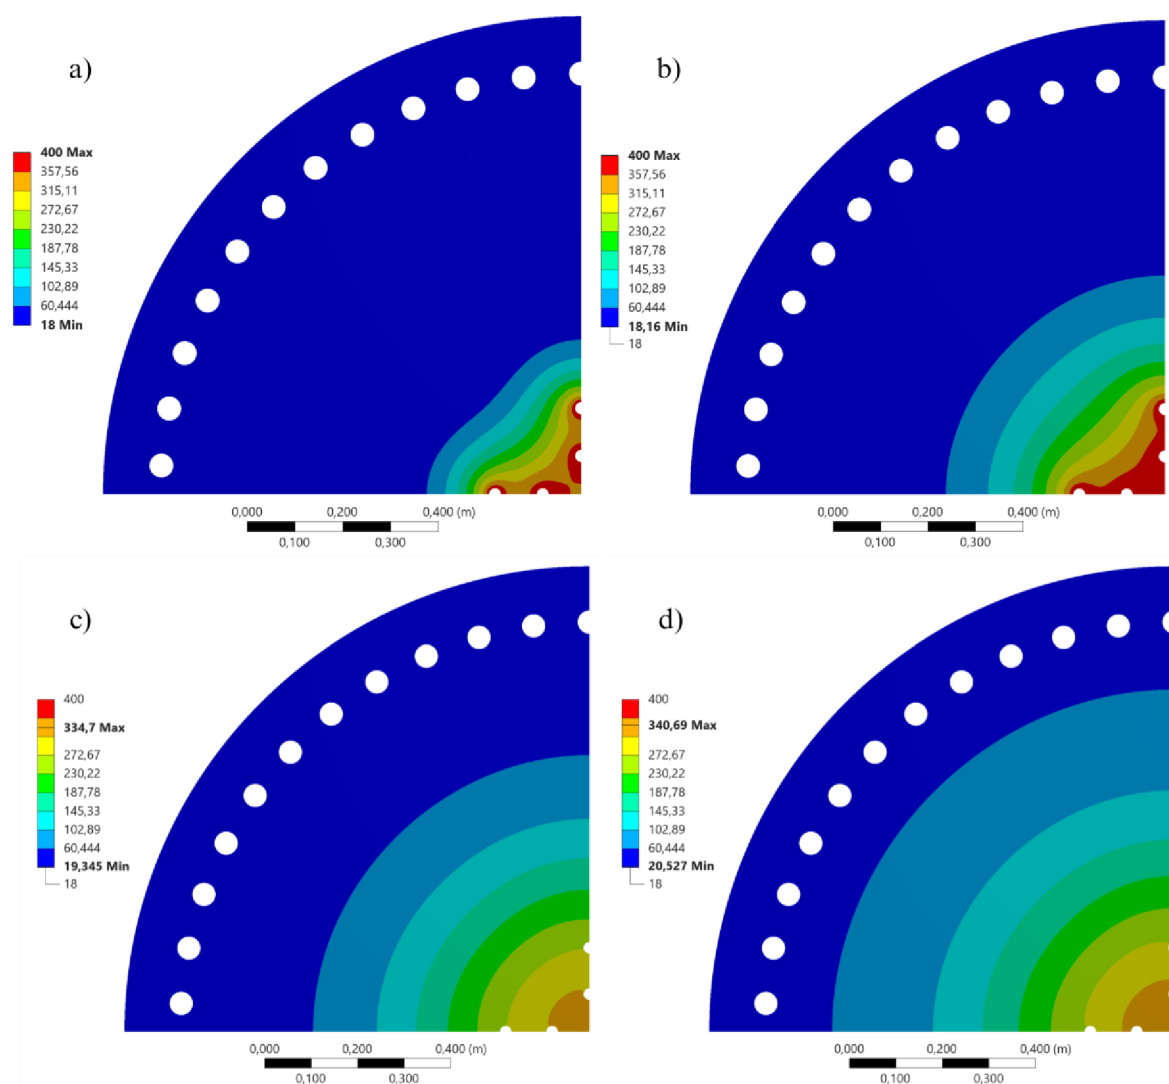 a)
400 Max
357,56
315,11
272,67
230,22
187,78
145,33
102,89
60,444
18 Min
0,000 0,200 0,400 (m)
0,100 0,300
b)
400 Max
357,56
315,11
272,67
230,22
187,78
145,33
102,89
60,444
18,16 Min
18
0,000 0,200 0,400 (m)
0,100 0,300
c)
400
334,7 Max
272,67
230,22
187,78
145,33
102,89
60,444
19,345 Min
18
0,000 0,200 0,400 (m)
0,100 0,300
d)
400
340,69 Max
272,67
230,22
187,78
145,33
102,89
60,444
20,527 Min
18
0,000 0,200 0,400 (m)
0,100 0,300